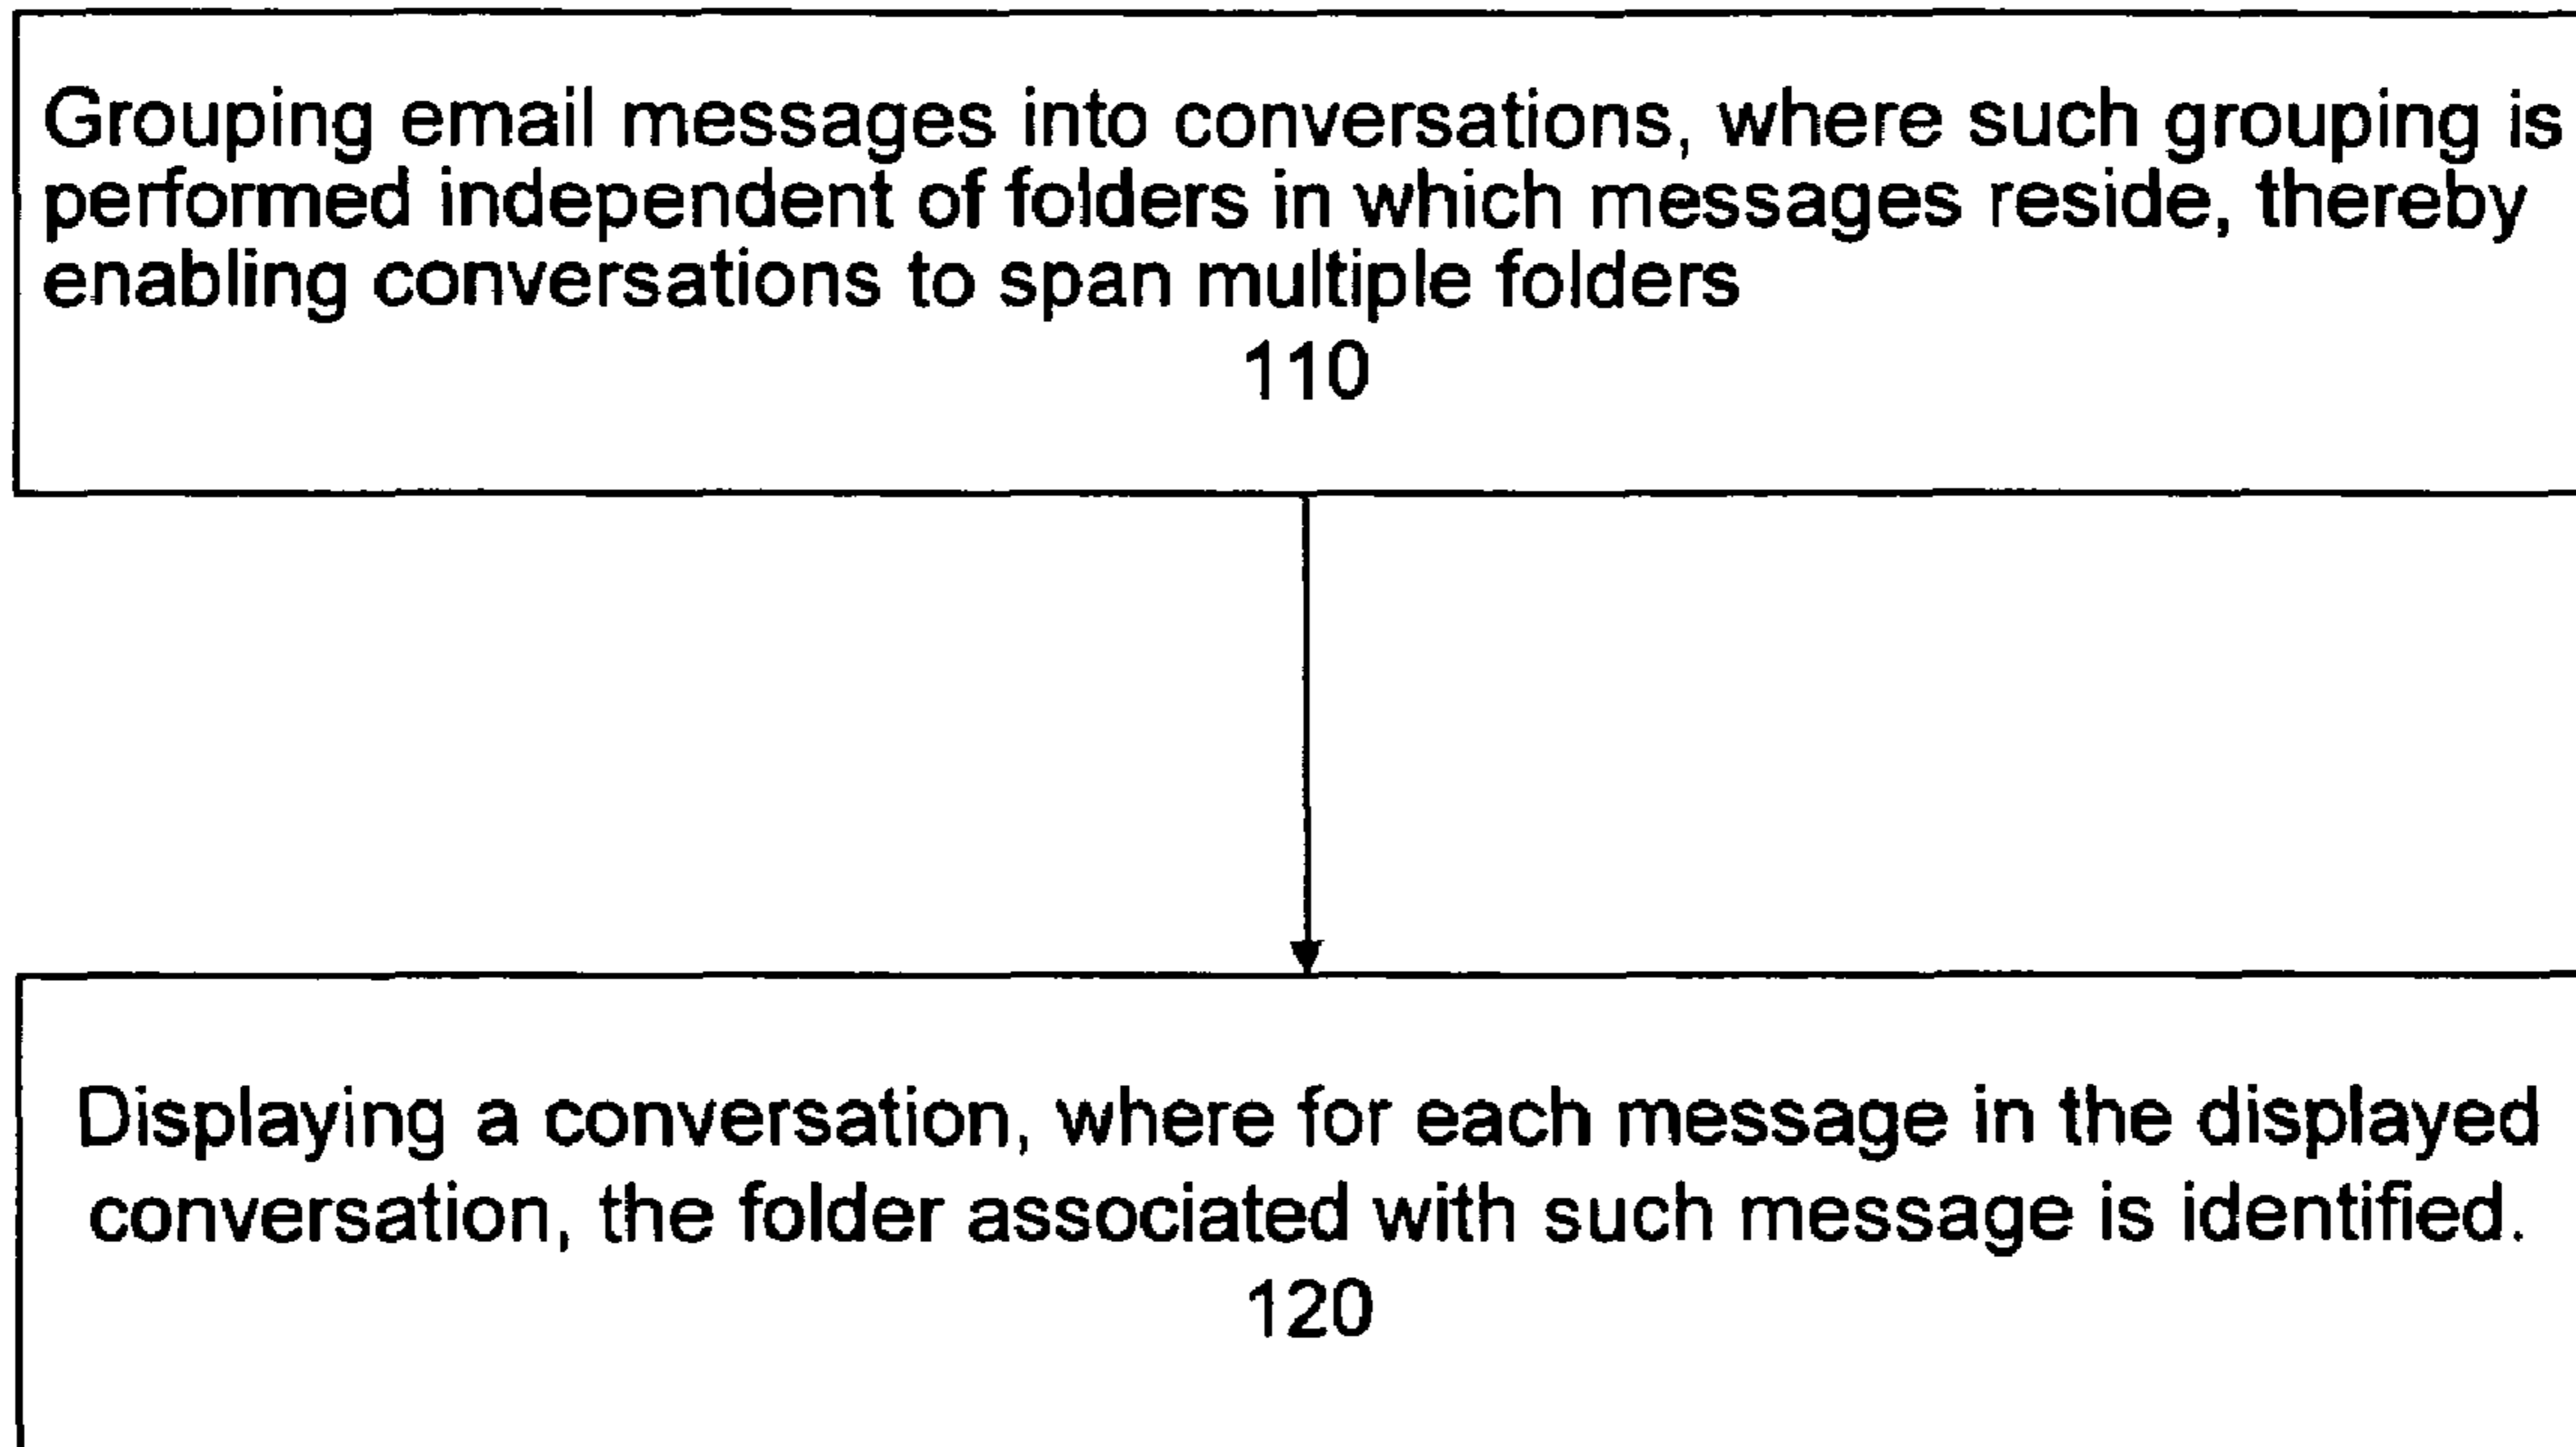 Grouping email messages into conversations, where such grouping is
performed independent of folders in which messages reside, thereby
enabling conversations to span multiple folders
110
Displaying a conversation, where for each message in the displayed
conversation, the folder associated with such message is identified.
120